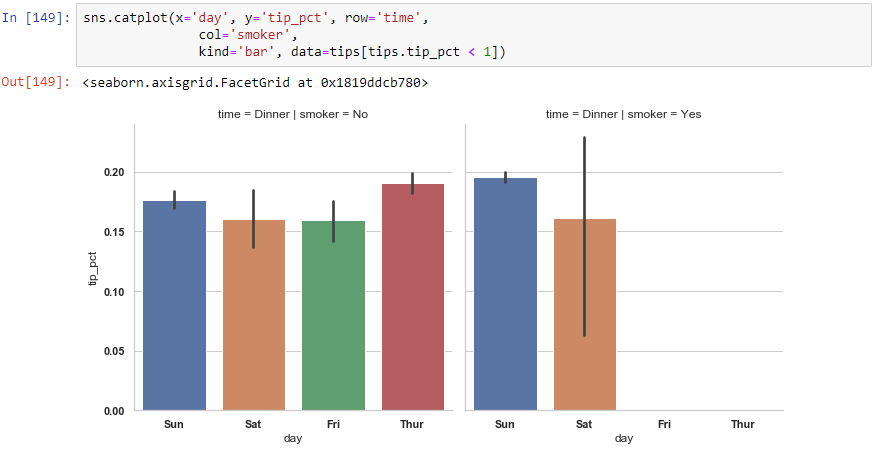 In [149]: sns.catplot(x='day', y='tip_pct', row='time',
col='smoker',
kind='bar', data=tips[tips.tip_pct < 1])
Out[149]: <seaborn.axisgrid.FacetGrid at 0x1819ddcb780>
time = Dinner | smoker = No
time = Dinner | smoker = Yes
0.20
0.15
0.10
0.05
0.00
tip_pct
Sun Sat Fri Thur
day
Sun Sat Fri Thur
day